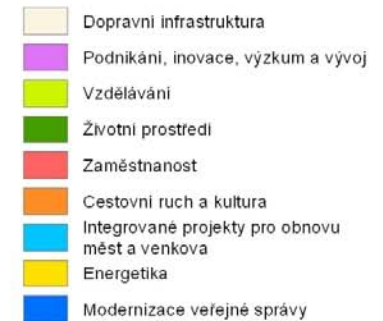 Dopravní infrastruktura
Podnikání, inovace, výzkum a vývoj
Vzdělávání
Životní prostředí
Zaměstnanost
Cestovní ruch a kultura
Integrované projekty pro obnovu
měst a venkova
Energetika
Modernizace veřejné správy